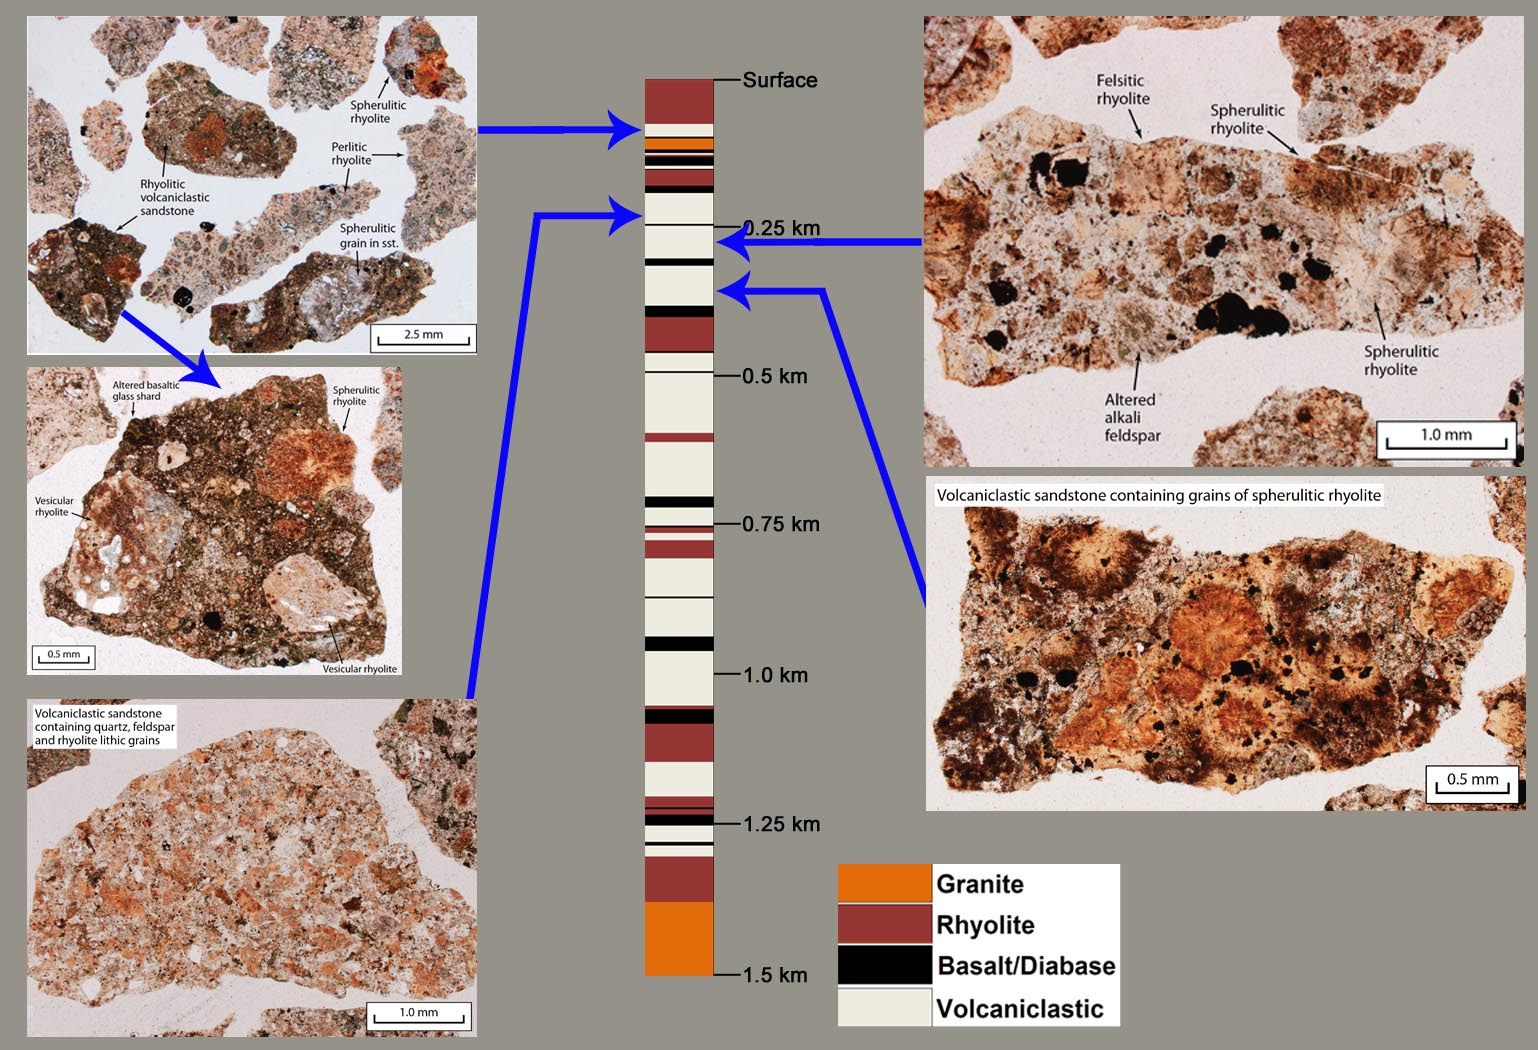 Spherulitic
rhyolite
Perlitic
rhyolite
Rhyolitic
volcaniclastic
sandstone
Spherulitic
grain in sst.
2.5 mm
Altered basaltic
glass shard
Spherulitic
rhyolite
Vesicular
rhyolite
0.5 mm
Vesicular rhyolite
Volcaniclastic sandstone
containing quartz, feldspar
and rhyolite lithic grains
1.0 mm
Surface
0.25 km
0.5 km
0.75 km
1.0 km
1.25 km
1.5 km
Felsitic
rhyolite
Spherulitic
rhyolite
Spherulitic
rhyolite
Altered
alkali
feldspar
1.0 mm
Volcaniclastic sandstone containing grains of spherulitic rhyolite
0.5 mm
Granite
Rhyolite
Basalt/Diabase
Volcaniclastic